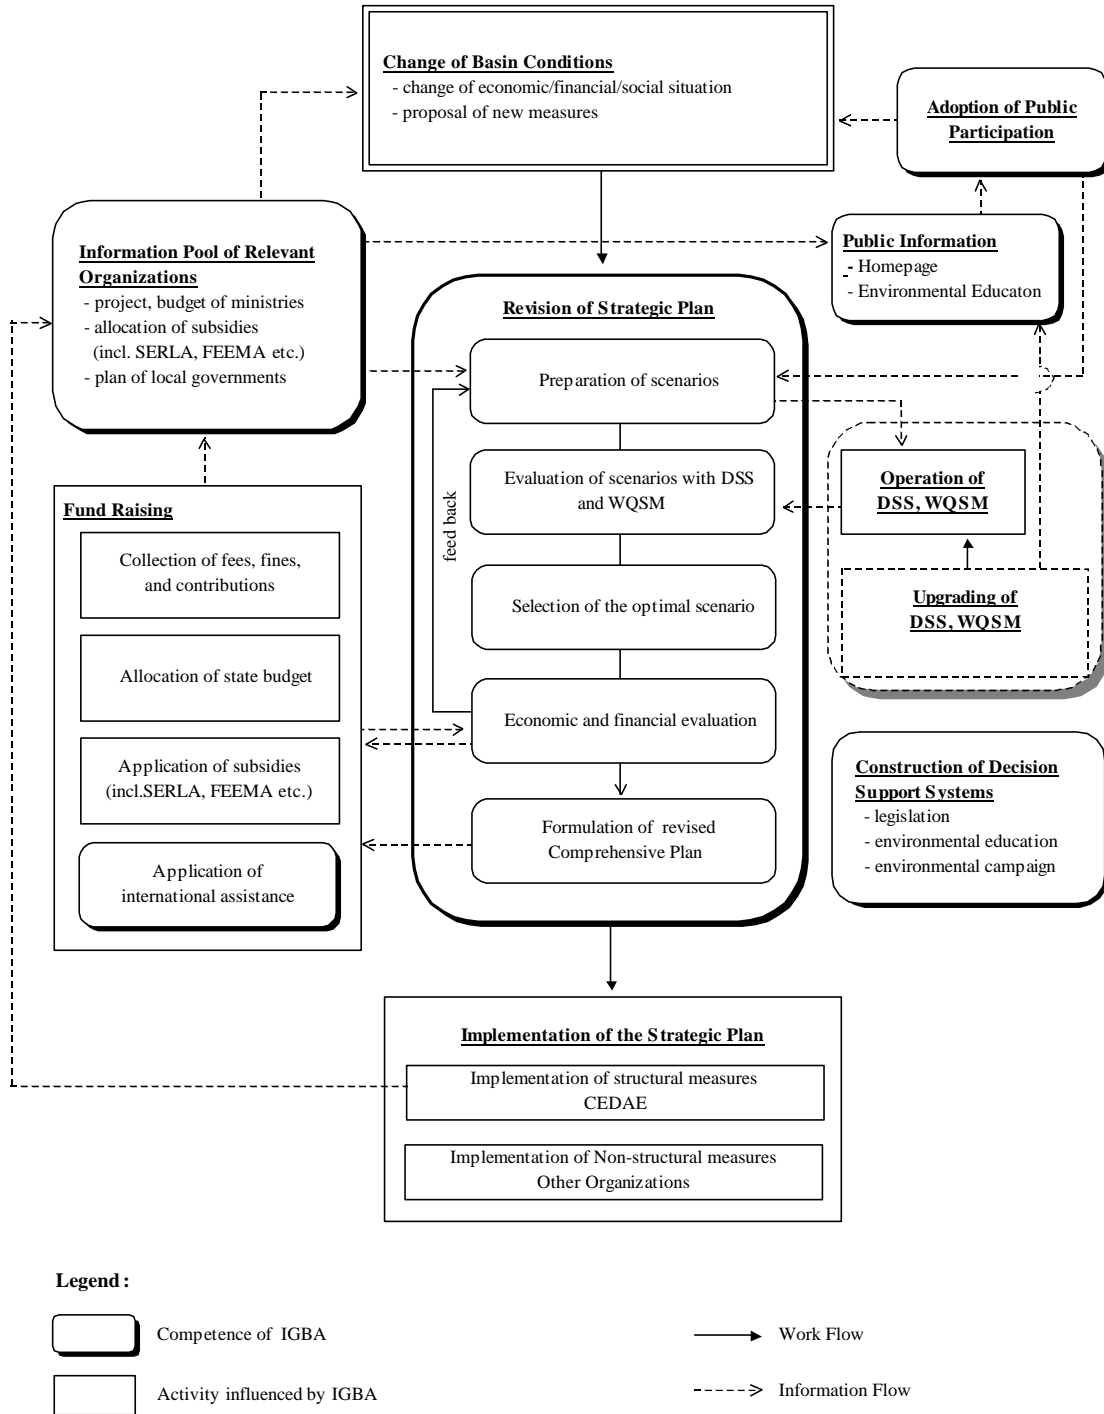 Change of Basin Conditions
- change of economic/financial/social situation
- proposal of new measures
Adoption of Public
Participation
Information Pool of Relevant
Organizations
- project, budget of ministries
- allocation of subsidies
(incl. SERLA, FEEMA etc.)
- plan of local governments
Public Information
- Homepage
- Environmental Educaton
Revision of Strategic Plan
Preparation of scenarios
Evaluation of scenarios with DSS
and WQSM
Selection of the optimal scenario
Economic and financial evaluation
Formulation of revised
Comprehensive Plan
feed back
Operation of
DSS, WQSM
Upgrading of
DSS, WQSM
Fund Raising
Collection of fees, fines,
and contributions
Allocation of state budget
Application of subsidies
(incl.SERLA, FEEMA etc.)
Application of
international assistance
Construction of Decision
Support Systems
- legislation
- environmental education
- environmental campaign
Implementation of the Strategic Plan
Implementation of structural measures
CEDAE
Implementation of Non-structural measures
Other Organizations
Legend :
Competence of IGBA
Work Flow
Activity influenced by IGBA
Information Flow